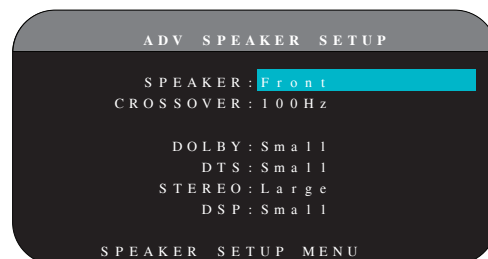 ADV SPEAKER SETUP
SPEAKER:Front
CROSSOVER:100Hz
DOLBY:Small
DTS:Small
STEREO:Large
DSP:Small
SPEAKER SETUP MENU